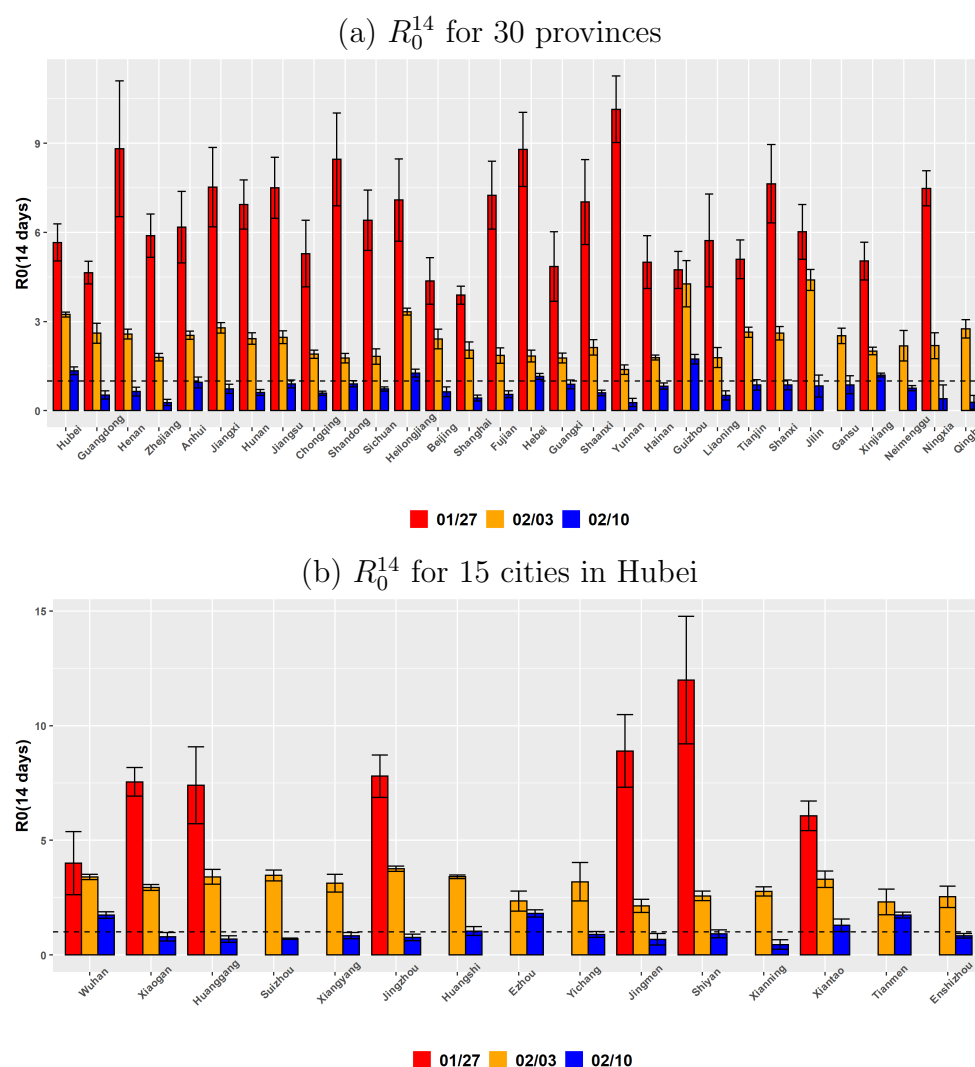 (a) R₀¹⁴ for 30 provinces
R0(14 days)
9
6
3
0
Hubei
Guangdong
Henan
Zhejiang
Anhui
Jiangxi
Hunan
Jiangsu
Chongqing
Shandong
Sichuan
Heilongjiang
Beijing
Shanghai
Fujian
Hebei
Guangxi
Shaanxi
Yunnan
Hainan
Guizhou
Liaoning
Tianjin
Shanxi
Jilin
Gansu
Xinjiang
Neimenggu
Ningxia
Qingh
01/27 02/03 02/10
(b) R₀¹⁴ for 15 cities in Hubei
R0(14 days)
15
10
5
0
Wuhan
Xiaogan
Huanggang
Suizhou
Xiangyang
Jingzhou
Huangshi
Ezhou
Yichang
Jingmen
Shiyan
Xianning
Xiantao
Tianmen
Enshizhou
01/27 02/03 02/10